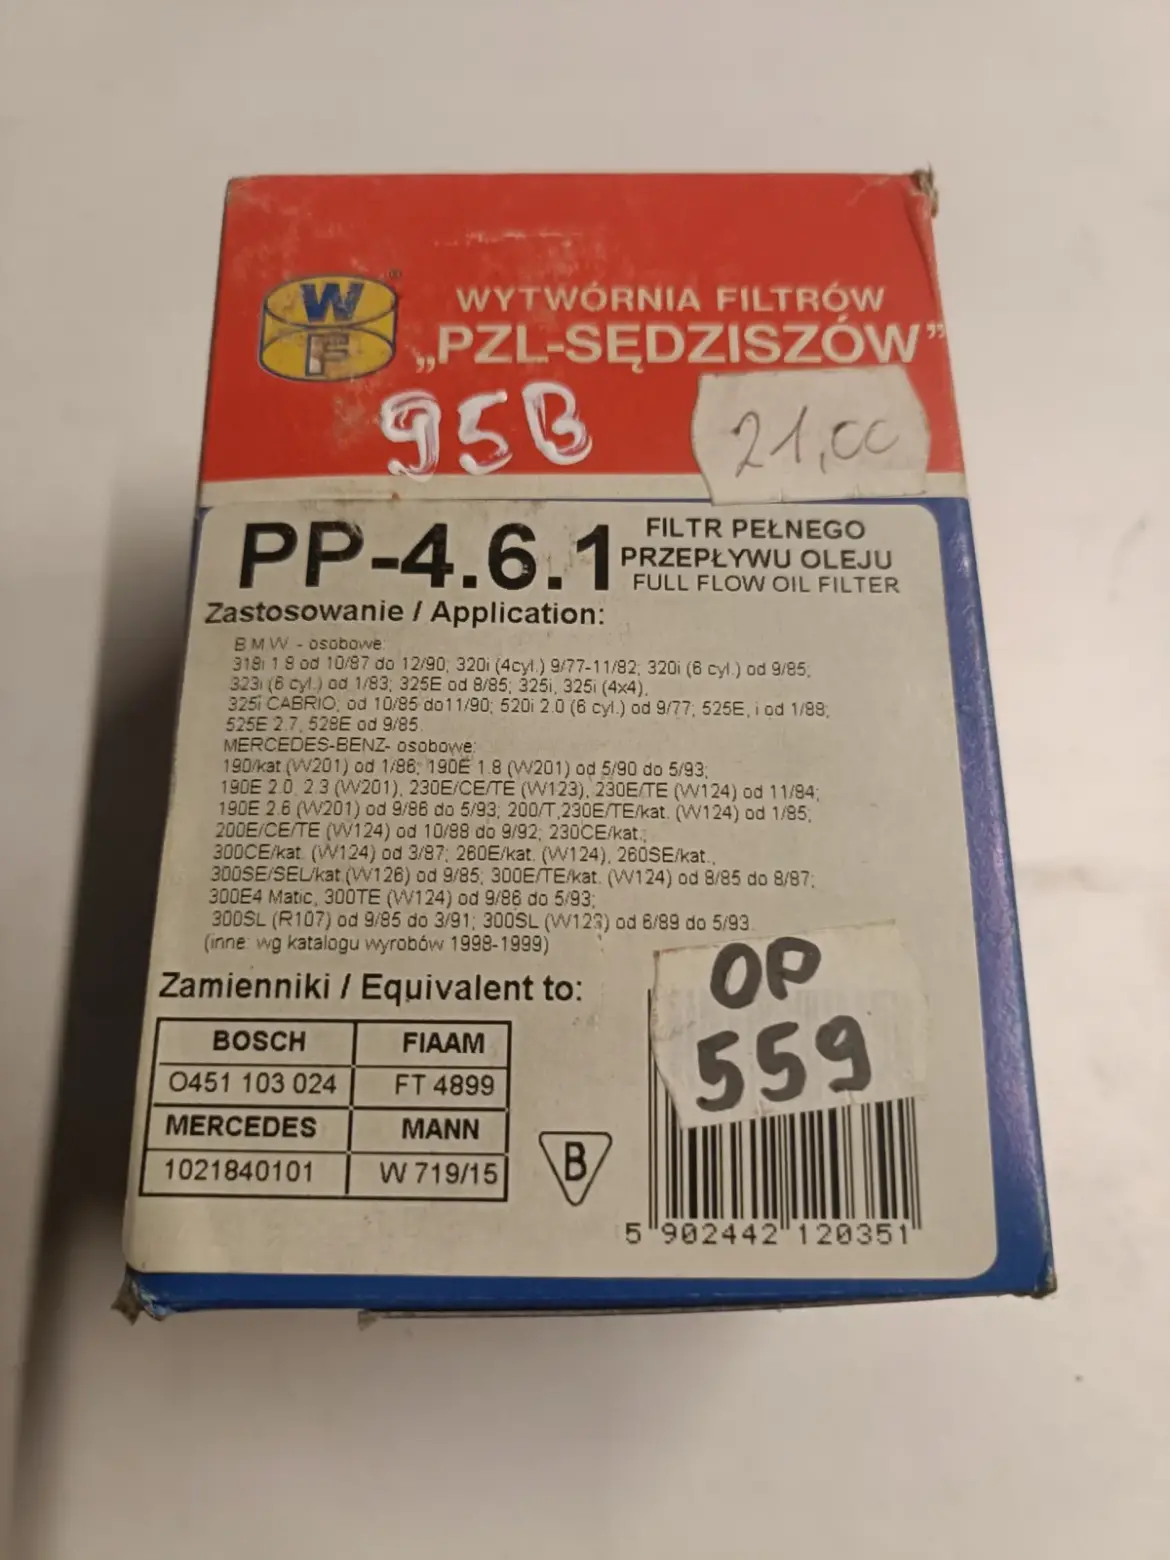 W
F
®
WYTWÓRNIA FILTRÓW
„PZL-SĘDZISZÓW”
95B
21,00
PP-4.6.1
FILTR PEŁNEGO
PRZEPŁYWU OLEJU
FULL FLOW OIL FILTER
Zastosowanie / Application:
BMW - osobowe:
318i 1.8 od 10/87 do 12/90; 320i (4cyl.) 9/77-11/82; 320i (6 cyl.) od 9/85;
323i (6 cyl.) od 1/83; 325E od 8/85; 325i, 325i (4x4),
325i CABRIO, od 10/85 do11/90; 520i 2.0 (6 cyl.) od 9/77; 525E, i od 1/88;
525E 2.7, 528E od 9/85.
MERCEDES-BENZ- osobowe:
190/kat (W201) od 1/86; 190E 1.8 (W201) od 5/90 do 5/93;
190E 2.0, 2.3 (W201), 230E/CE/TE (W123), 230E/TE (W124) od 11/84;
190E 2.6 (W201) od 9/86 do 5/93; 200/T,230E/TE/kat. (W124) od 1/85;
200E/CE/TE (W124) od 10/88 do 9/92; 230CE/kat.;
300CE/kat. (W124) od 3/87; 260E/kat. (W124), 260SE/kat.,
300SE/SEL/kat.(W126) od 9/85; 300E/TE/kat. (W124) od 8/85 do 8/87;
300E4 Matic, 300TE (W124) od 9/86 do 5/93;
300SL (R107) od 9/85 do 3/91; 300SL (W123) od 6/89 do 5/93.
(inne: wg katalogu wyrobów 1998-1999)
Zamienniki / Equivalent to:
BOSCH FIAAM
0451 103 024 FT 4899
MERCEDES MANN
1021840101 W 719/15
B
OP
559
5 902442 120351